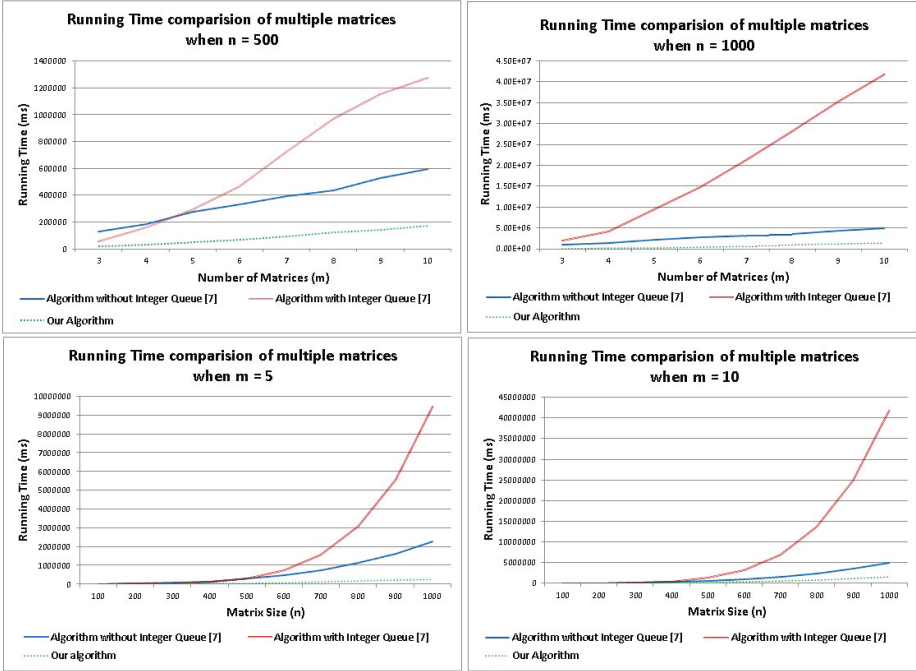 Running Time comparision of multiple matrices
when n = 500
Running Time (ms)
1400000
1200000
1000000
800000
600000
400000
200000
0
3 4 5 6 7 8 9 10
Number of Matrices (m)
Algorithm without Integer Queue [7] Algorithm with Integer Queue [7]
Our Algorithm
Running Time comparision of multiple matrices
when n = 1000
Running Time (ms)
4.50E+07
4.00E+07
3.50E+07
3.00E+07
2.50E+07
2.00E+07
1.50E+07
1.00E+07
5.00E+06
0.00E+00
3 4 5 6 7 8 9 10
Number of Matrices (m)
Algorithm without Integer Queue [7] Algorithm with Integer Queue [7]
Our Algorithm
Running Time comparision of multiple matrices
when m = 5
Running Time (ms)
10000000
9000000
8000000
7000000
6000000
5000000
4000000
3000000
2000000
1000000
0
100 200 300 400 500 600 700 800 900 1000
Matrix Size (n)
Algorithm without Integer Queue [7] Algorithm with Integer Queue [7]
Our algorithm
Running Time comparision of multiple matrices
when m = 10
Running Time (ms)
45000000
40000000
35000000
30000000
25000000
20000000
15000000
10000000
5000000
0
100 200 300 400 500 600 700 800 900 1000
Matrix Size (n)
Algorithm without Integer Queue [7] Algorithm with Integer Queue [7]
Our Algorithm